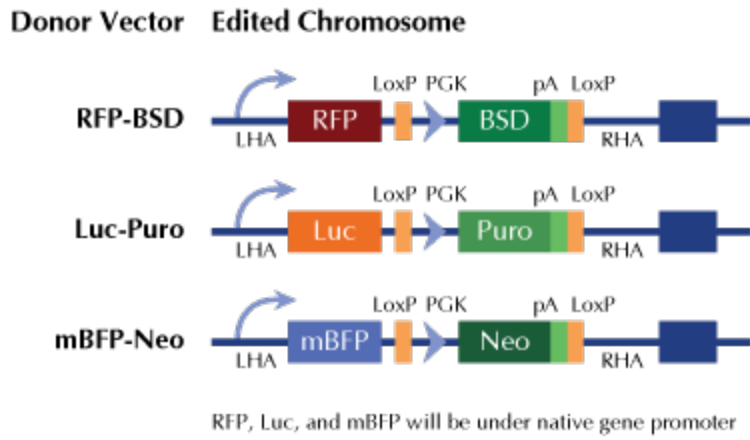 Donor Vector Edited Chromosome
LoxP PGK pA LoxP
RFP-BSD RFP BSD
LHA RHA
LoxP PGK pA LoxP
Luc-Puro Luc Puro
LHA RHA
LoxP PGK pA LoxP
mBFP-Neo mBFP Neo
LHA RHA
RFP, Luc, and mBFP will be under native gene promoter